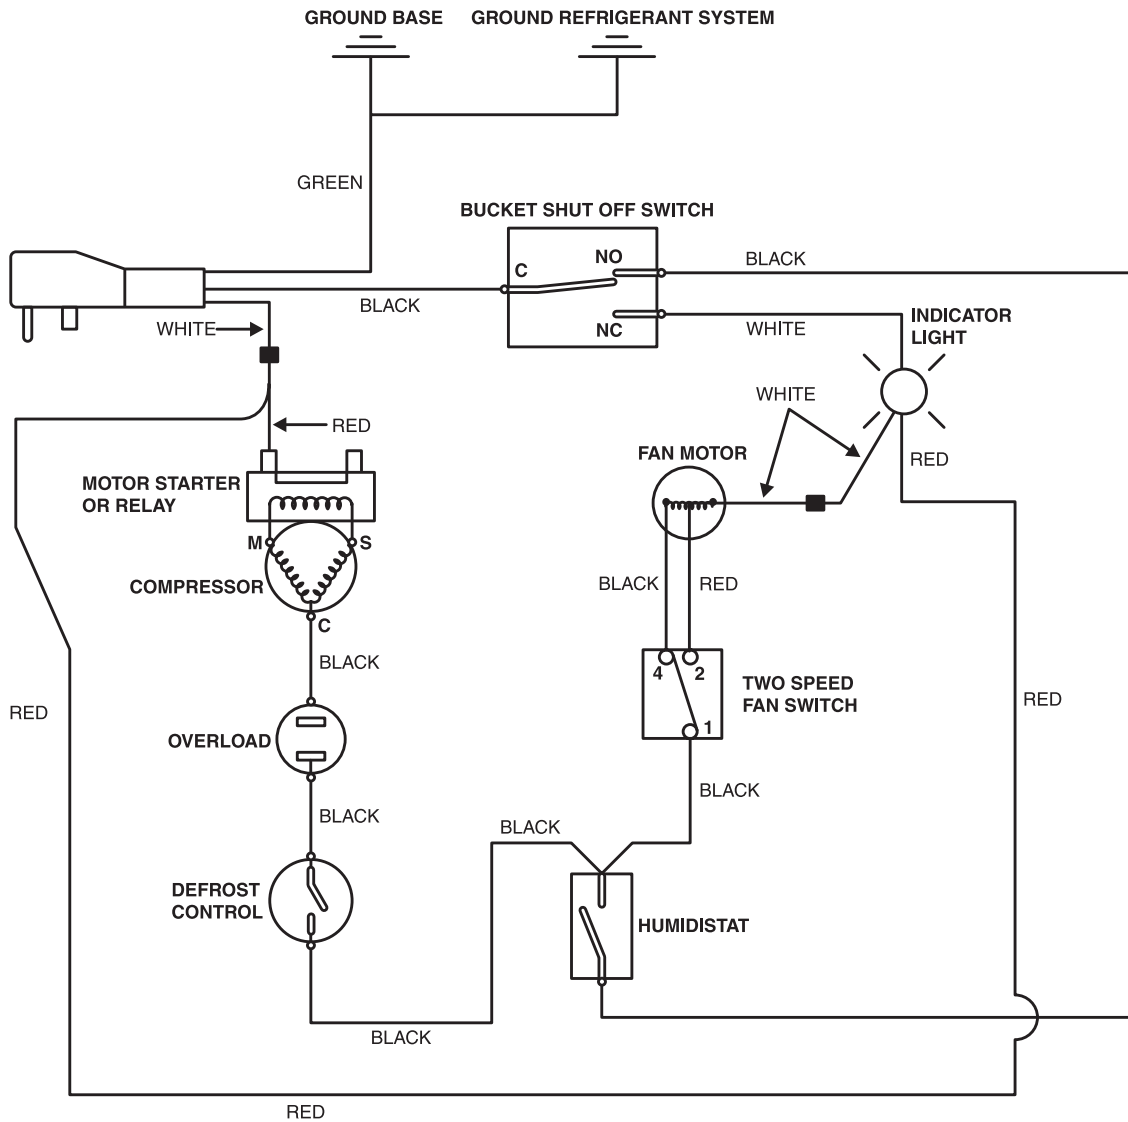 GROUND BASE
GROUND REFRIGERANT SYSTEM
GREEN
BUCKET SHUT OFF SWITCH
NO
C
BLACK
BLACK
NC
WHITE
INDICATOR
LIGHT
WHITE
WHITE
RED
FAN MOTOR
RED
MOTOR STARTER
OR RELAY
M
S
COMPRESSOR
C
BLACK
RED
BLACK
4
2
TWO SPEED
FAN SWITCH
1
RED
RED
OVERLOAD
BLACK
BLACK
BLACK
DEFROST
CONTROL
HUMIDISTAT
BLACK
RED